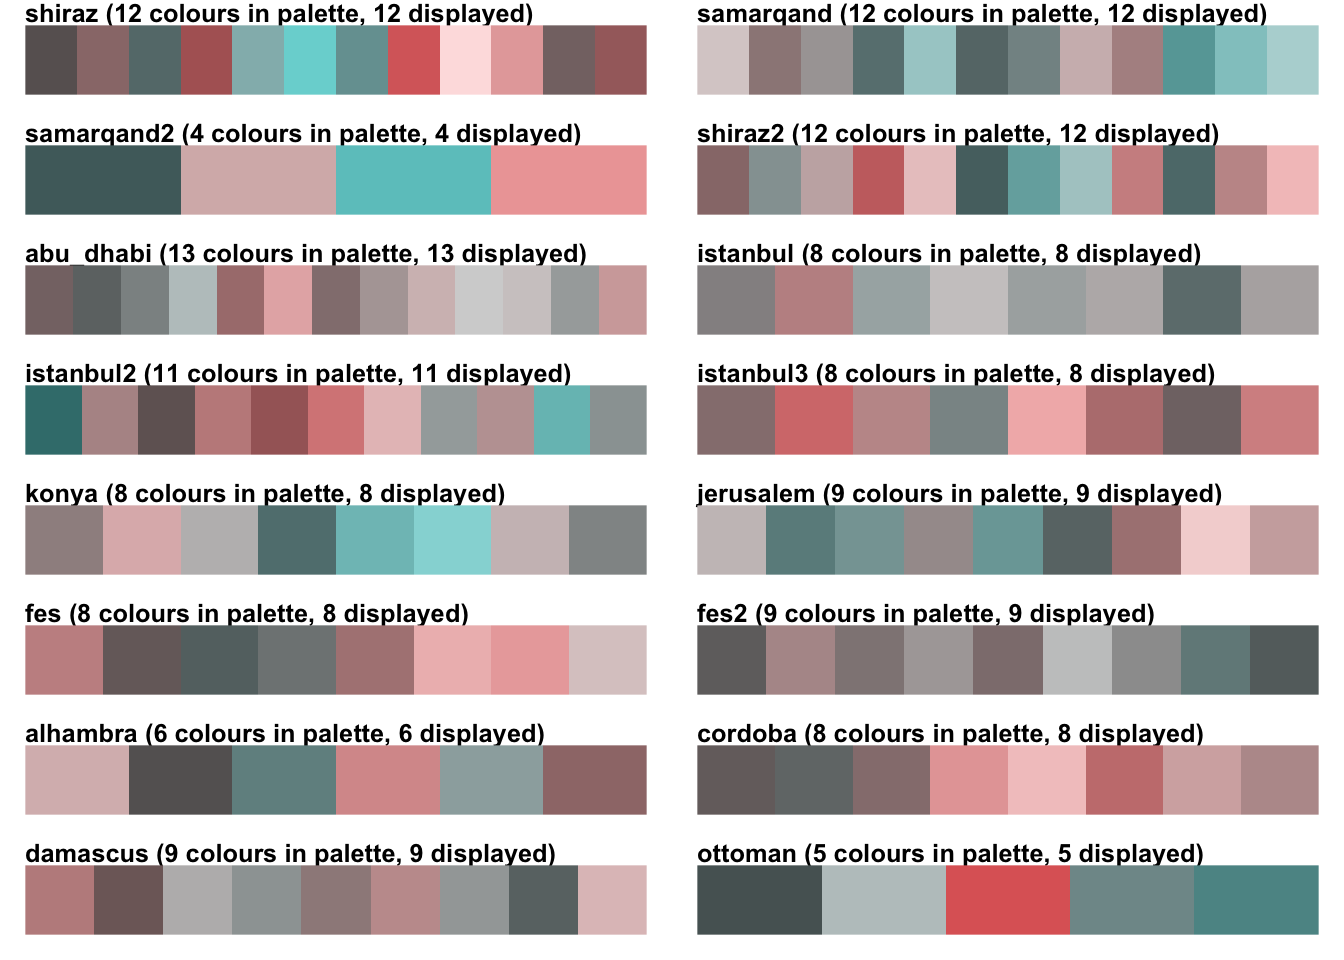 shiraz (12 colours in palette, 12 displayed)
samarqand (12 colours in palette, 12 displayed)
samarqand2 (4 colours in palette, 4 displayed)
shiraz2 (12 colours in palette, 12 displayed)
abu_dhabi (13 colours in palette, 13 displayed)
istanbul (8 colours in palette, 8 displayed)
istanbul2 (11 colours in palette, 11 displayed)
istanbul3 (8 colours in palette, 8 displayed)
konya (8 colours in palette, 8 displayed)
jerusalem (9 colours in palette, 9 displayed)
fes (8 colours in palette, 8 displayed)
fes2 (9 colours in palette, 9 displayed)
alhambra (6 colours in palette, 6 displayed)
cordoba (8 colours in palette, 8 displayed)
damascus (9 colours in palette, 9 displayed)
ottoman (5 colours in palette, 5 displayed)